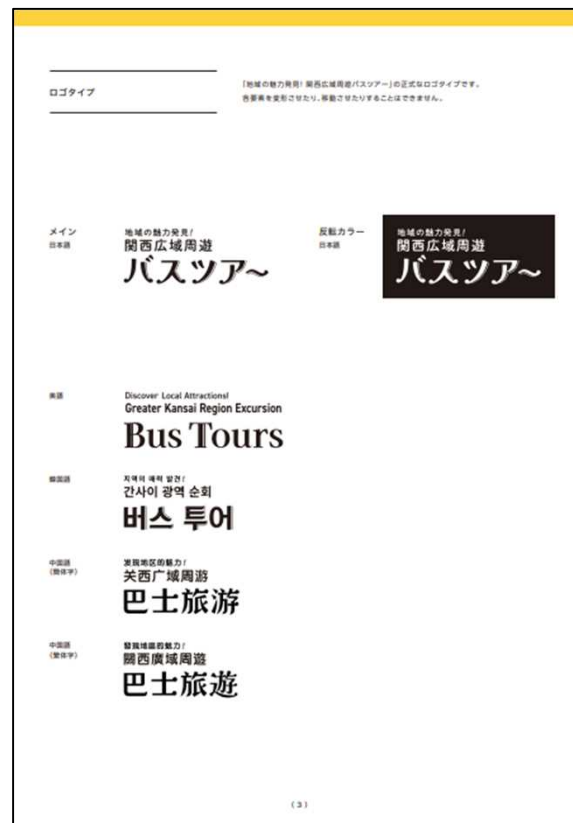 ロゴタイプ
「地域の魅力発見! 関西広域周遊バスツアー」の正式なロゴタイプです。
各要素を変形させたり、移動させたりすることはできません。
メイン
日本語
地域の魅力発見!
関西広域周遊
バスツア〜
反転カラー
日本語
地域の魅力発見!
関西広域周遊
バスツア〜
英語
Discover Local Attractions!
Greater Kansai Region Excursion
Bus Tours
韓国語
지역의 매력 발견!
간사이 광역 순회
버스 투어
中国語
(簡体字)
发现地区的魅力!
关西广域周游
巴士旅游
中国語
(繁体字)
發現地區的魅力!
關西廣域周遊
巴士旅遊
(3)